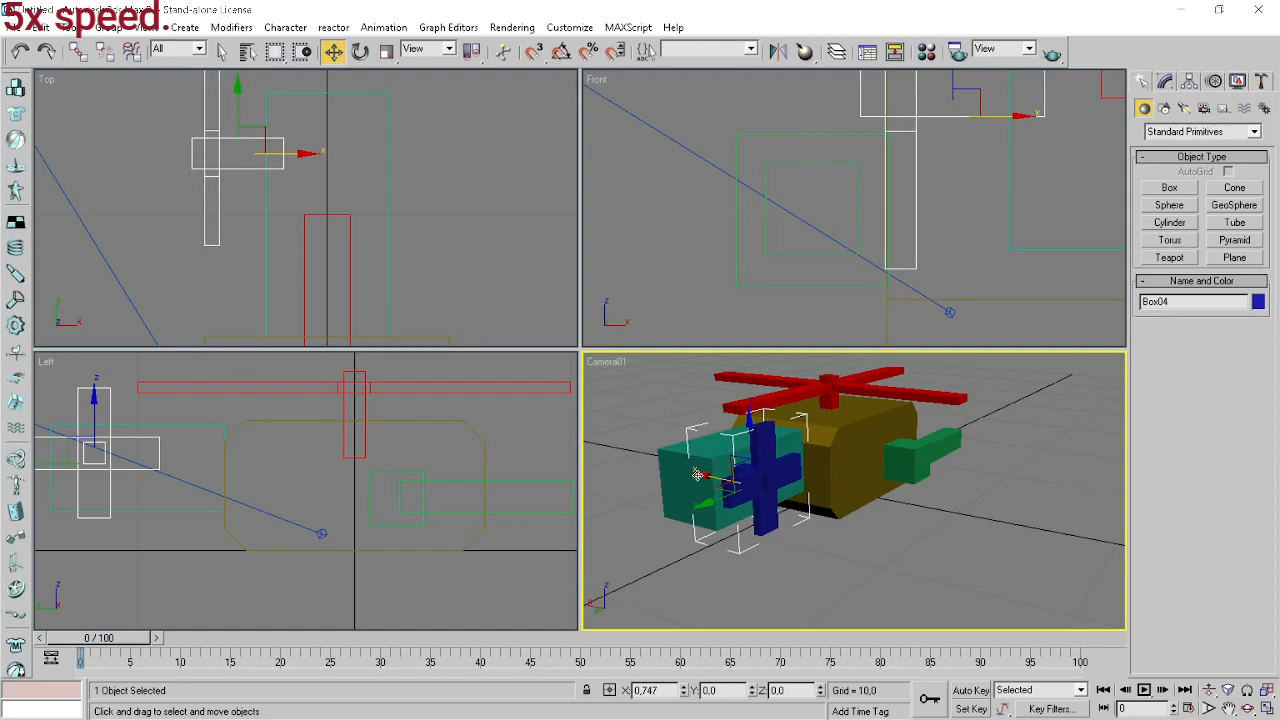 Untitled
Stand-alone License
5x speed.
Create
Modifiers
Character
reactor
Animation
Graph Editors
Rendering
Customize
MAXScript
Help
All
View
View
Top
Front
Left
Camera01
Standard Primitives
- Object Type
AutoGrid
Box Cone
Sphere GeoSphere
Cylinder Tube
Torus Pyramid
Teapot Plane
- Name and Color
Box04
x
x
x
z
z
z
y
x
z
x
z
0 / 100
0 5 10 15 20 25 30 35 40 45 50 55 60 65 70 75 80 85 90 95 100
1 Object Selected
X: 0,747 Y: 0,0 Z: 0,0
Grid = 10,0
Auto Key
Selected
Click and drag to select and move objects
Add Time Tag
Set Key
Key Filters...
0